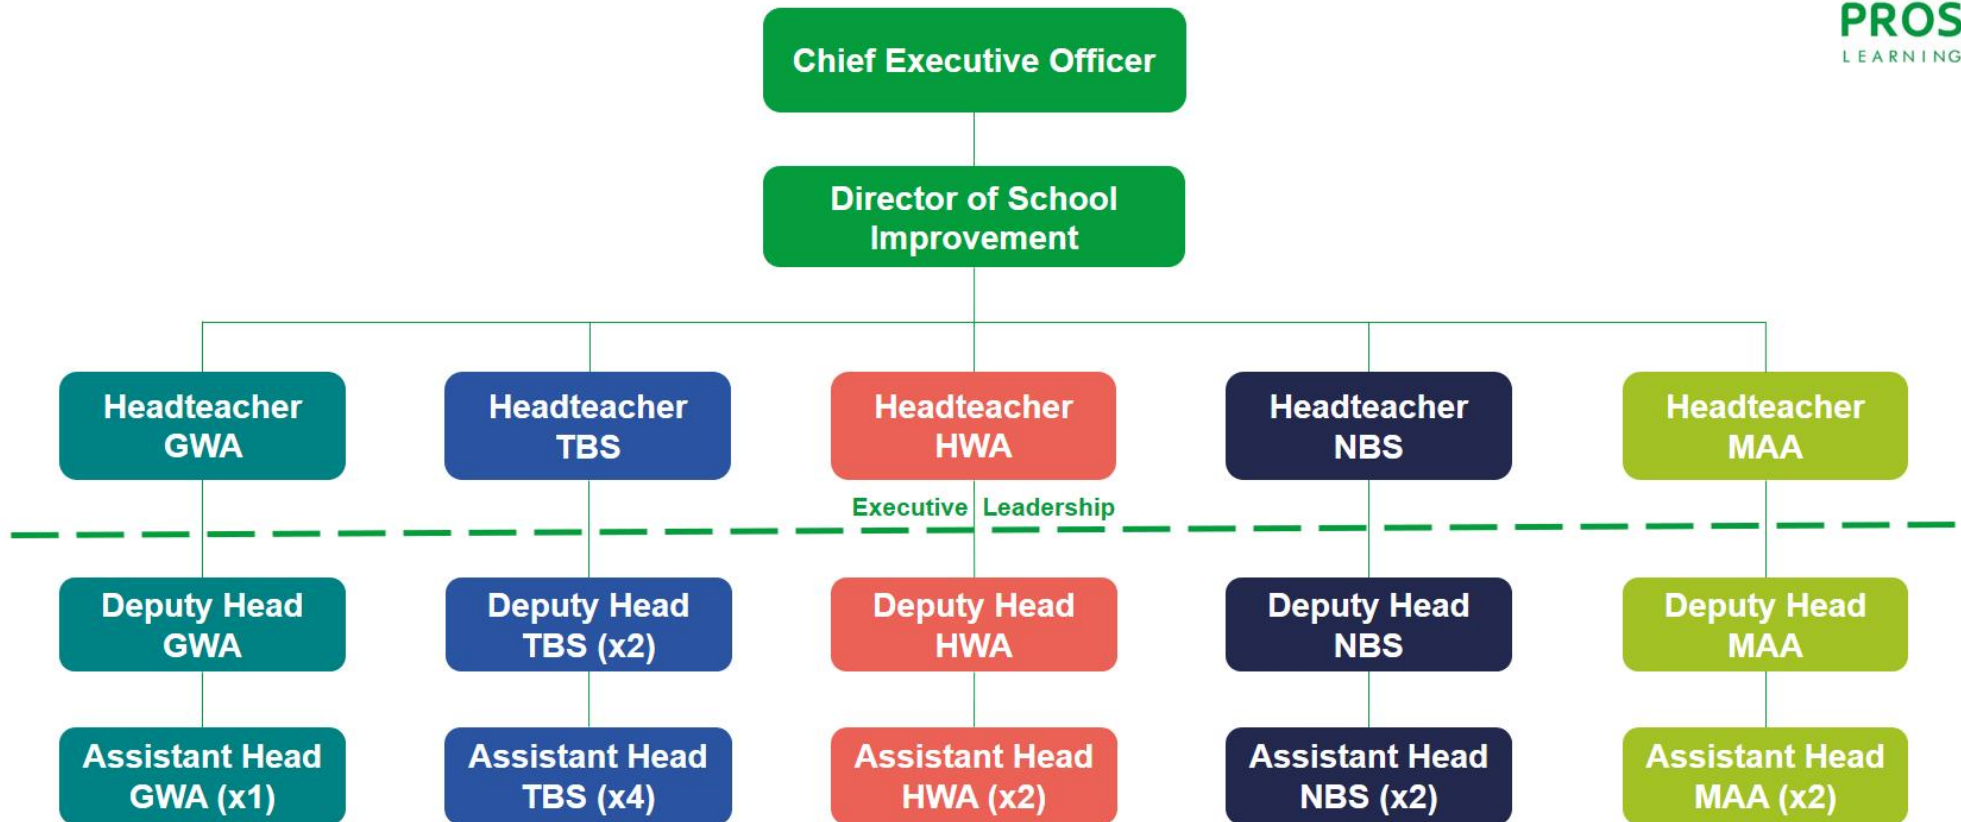 PROS
LEARNING
Chief Executive Officer
Director of School
Improvement
Headteacher
GWA
Headteacher
TBS
Headteacher
HWA
Headteacher
NBS
Headteacher
MAA
Executive Leadership
Deputy Head
GWA
Deputy Head
TBS (x2)
Deputy Head
HWA
Deputy Head
NBS
Deputy Head
MAA
Assistant Head
GWA (x1)
Assistant Head
TBS (x4)
Assistant Head
HWA (x2)
Assistant Head
NBS (x2)
Assistant Head
MAA (x2)